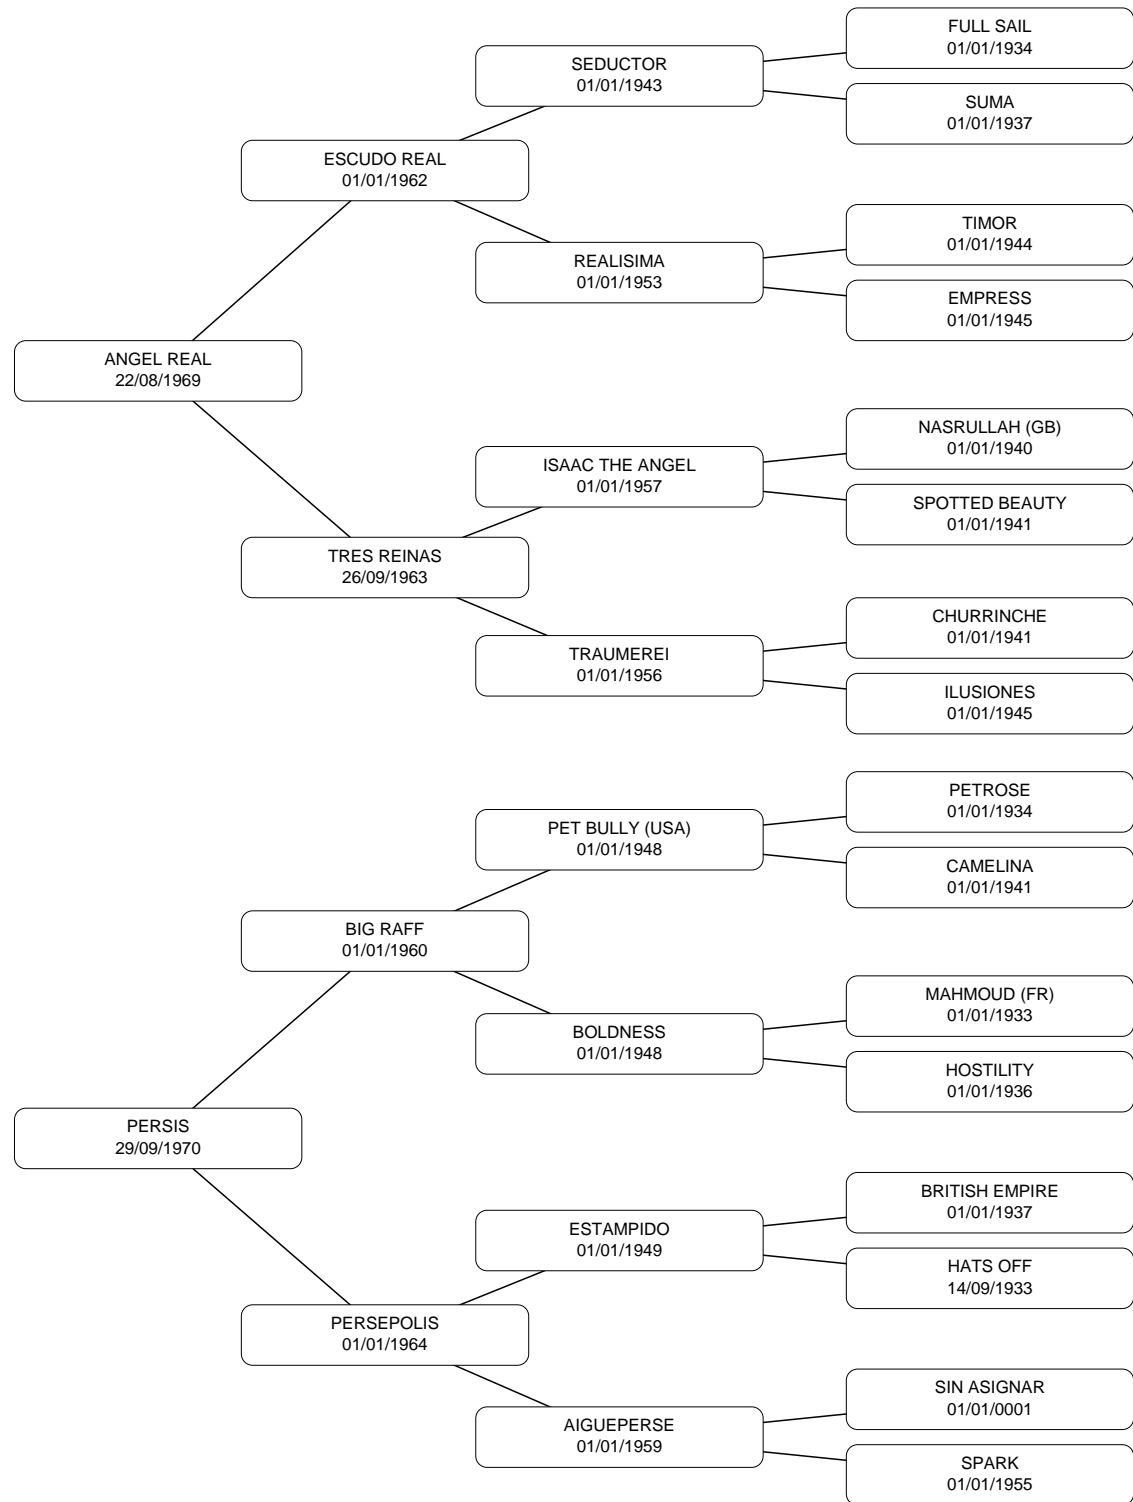 FULL SAIL
01/01/1934
SEDUCTOR
01/01/1943
SUMA
01/01/1937
ESCUDO REAL
01/01/1962
TIMOR
01/01/1944
REALISIMA
01/01/1953
EMPRESS
01/01/1945
ANGEL REAL
22/08/1969
NASRULLAH (GB)
01/01/1940
ISAAC THE ANGEL
01/01/1957
SPOTTED BEAUTY
01/01/1941
TRES REINAS
26/09/1963
CHURRINCHE
01/01/1941
TRAUMEREI
01/01/1956
ILUSIONES
01/01/1945
PETROSE
01/01/1934
PET BULLY (USA)
01/01/1948
CAMELINA
01/01/1941
BIG RAFF
01/01/1960
MAHMOUD (FR)
01/01/1933
BOLDNESS
01/01/1948
HOSTILITY
01/01/1936
PERSIS
29/09/1970
BRITISH EMPIRE
01/01/1937
ESTAMPIDO
01/01/1949
HATS OFF
14/09/1933
PERSEPOLIS
01/01/1964
SIN ASIGNAR
01/01/0001
AIGUEPERSE
01/01/1959
SPARK
01/01/1955